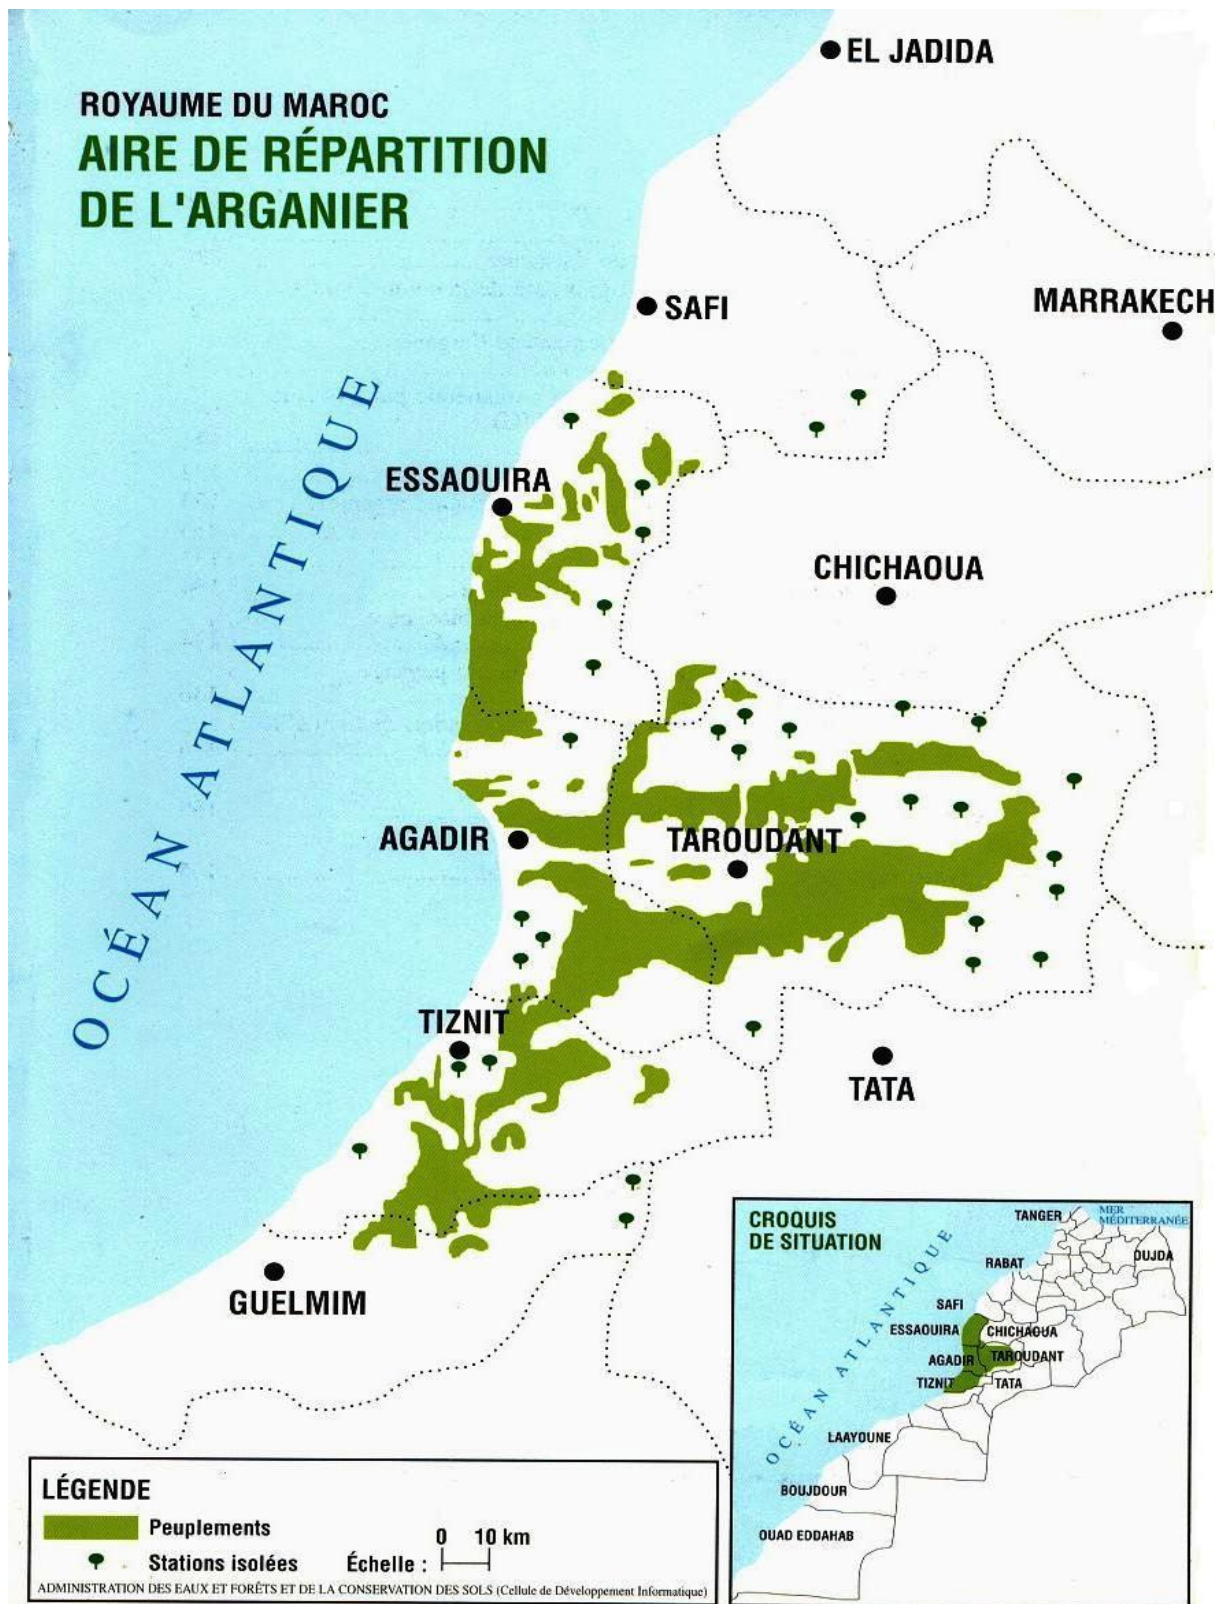 ROYAUME DU MAROC
AIRE DE RÉPARTITION
DE L'ARGANIER
EL JADIDA
SAFI
MARRAKECH
ESSAOUIRA
CHICHAOUA
OCÉAN ATLANTIQUE
AGADIR
TAROUDANT
TIZNIT
TATA
GUELMIM
CROQUIS
DE SITUATION
TANGER
MER
MÉDITERRANÉE
RABAT
OUJDA
SAFI
ESSAOUIRA
CHICHAOUA
AGADIR
TAROUDANT
TIZNIT
TATA
OCÉAN ATLANTIQUE
LAAYOUNE
BOUJDOUR
OUAD EDDAHAB
LÉGENDE
Peuplements
Stations isolées
Échelle :
0 10 km
ADMINISTRATION DES EAUX ET FORÊTS ET DE LA CONSERVATION DES SOLS (Cellule de Développement Informatique)